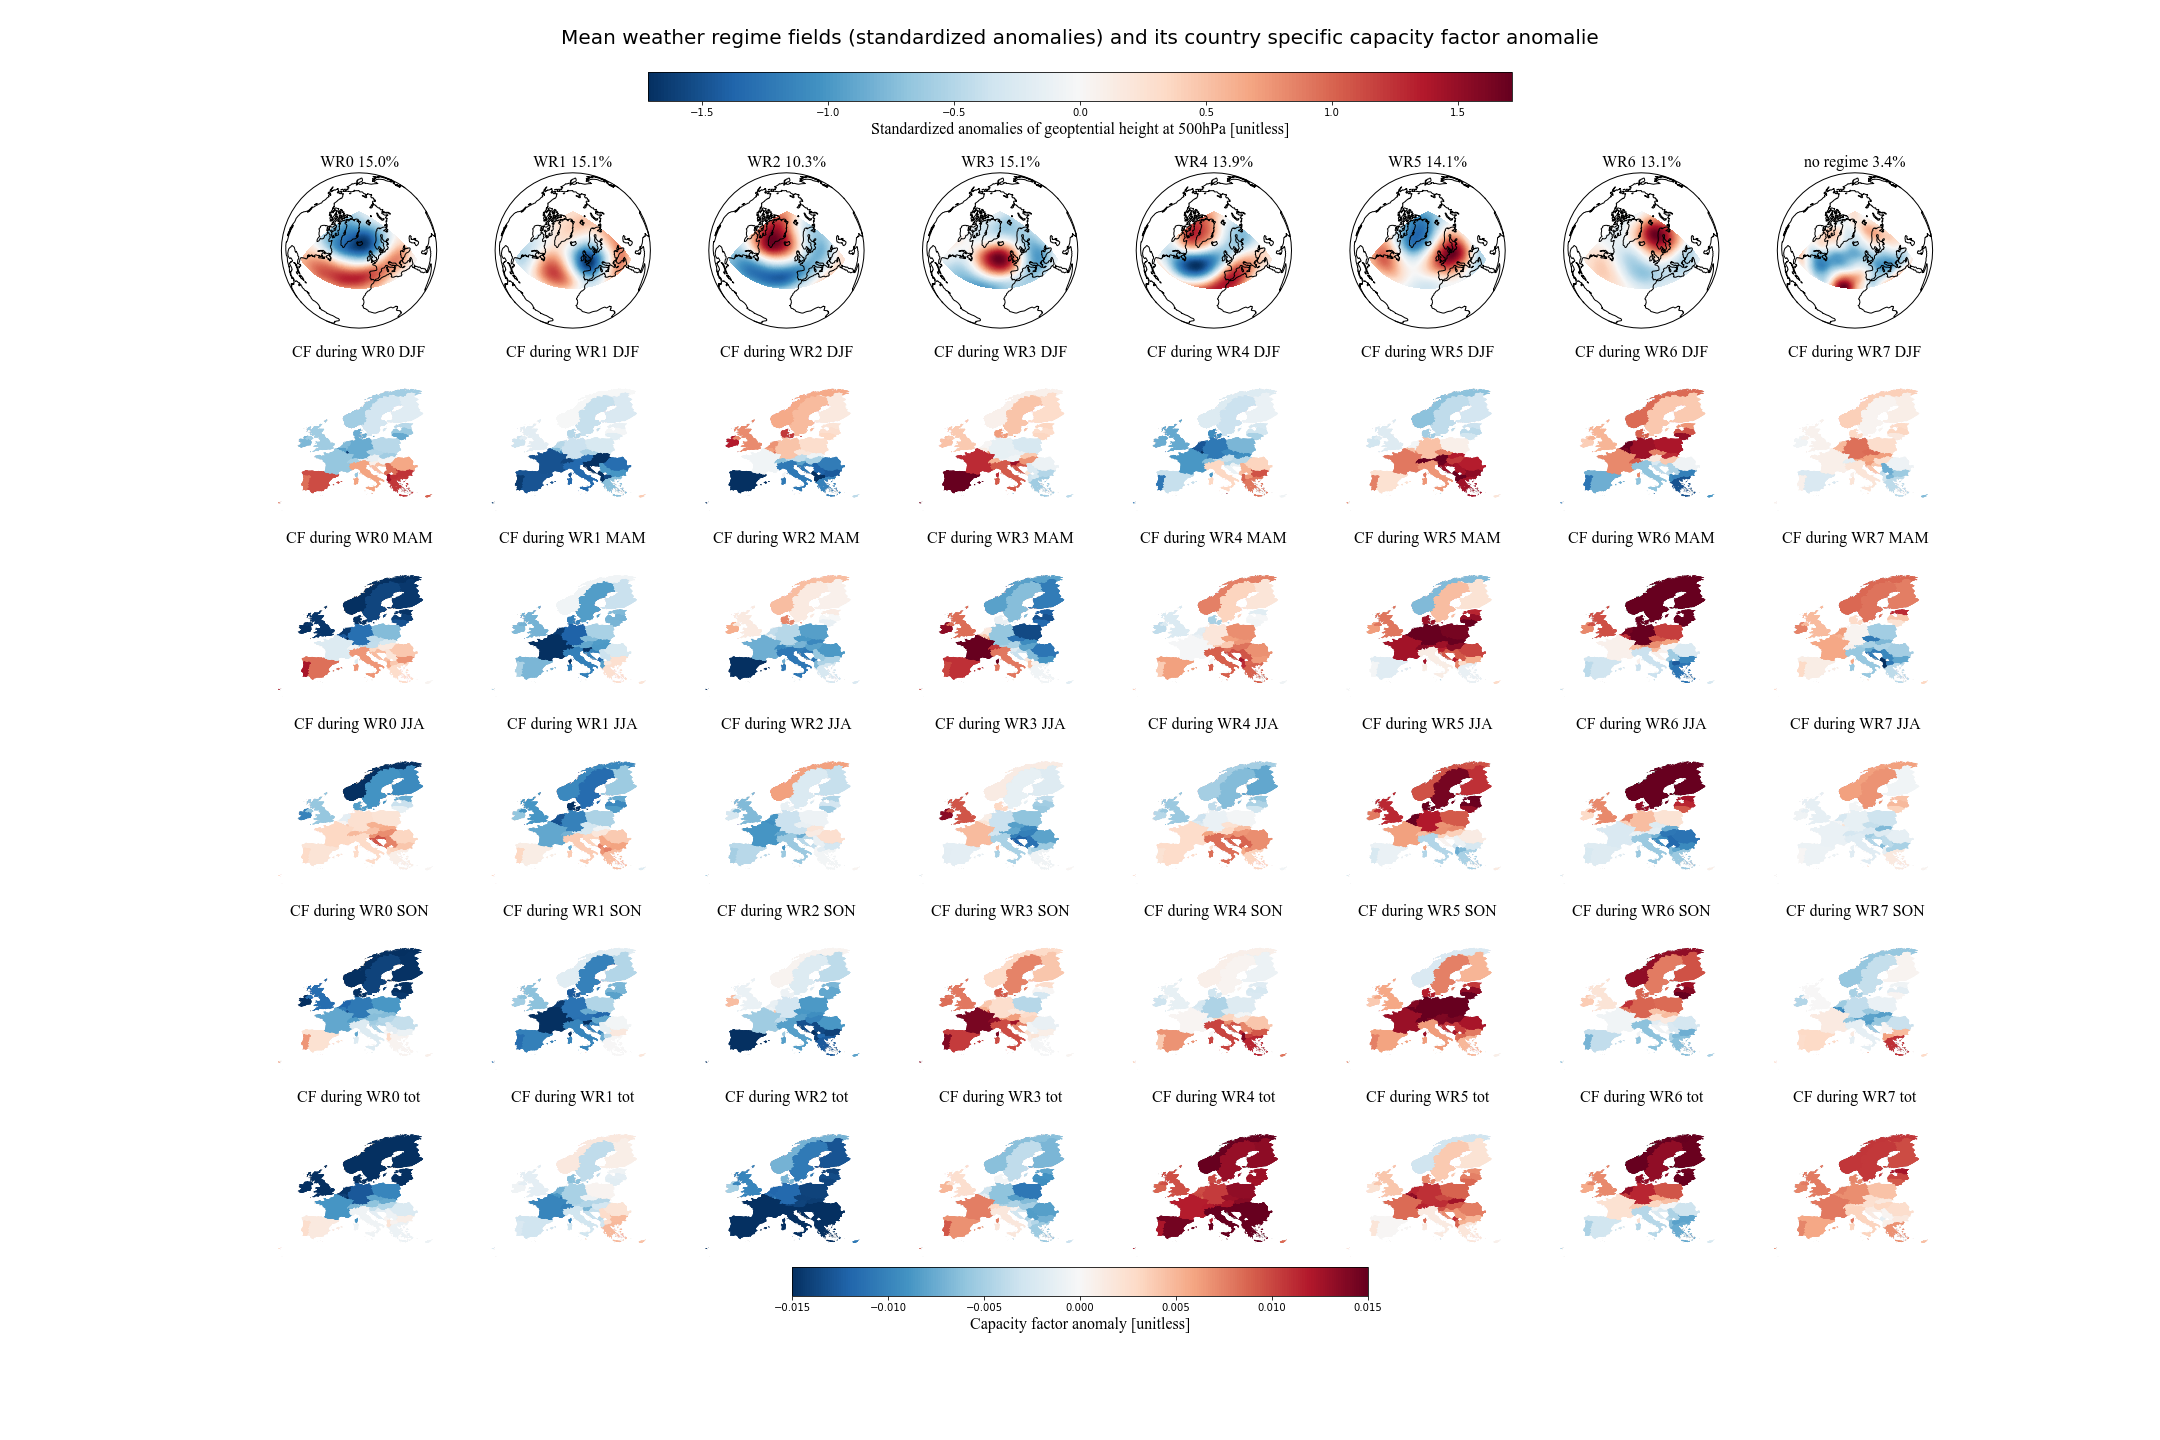 Mean weather regime fields (standardized anomalies) and its country specific capacity factor anomalie
−1.5 −1.0 −0.5 0.0 0.5 1.0 1.5
Standardized anomalies of geoptential height at 500hPa [unitless]
WR0 15.0% WR1 15.1% WR2 10.3% WR3 15.1% WR4 13.9% WR5 14.1% WR6 13.1% no regime 3.4%
CF during WR0 DJF CF during WR1 DJF CF during WR2 DJF CF during WR3 DJF CF during WR4 DJF CF during WR5 DJF CF during WR6 DJF CF during WR7 DJF
CF during WR0 MAM CF during WR1 MAM CF during WR2 MAM CF during WR3 MAM CF during WR4 MAM CF during WR5 MAM CF during WR6 MAM CF during WR7 MAM
CF during WR0 JJA CF during WR1 JJA CF during WR2 JJA CF during WR3 JJA CF during WR4 JJA CF during WR5 JJA CF during WR6 JJA CF during WR7 JJA
CF during WR0 SON CF during WR1 SON CF during WR2 SON CF during WR3 SON CF during WR4 SON CF during WR5 SON CF during WR6 SON CF during WR7 SON
CF during WR0 tot CF during WR1 tot CF during WR2 tot CF during WR3 tot CF during WR4 tot CF during WR5 tot CF during WR6 tot CF during WR7 tot
−0.015 −0.010 −0.005 0.000 0.005 0.010 0.015
Capacity factor anomaly [unitless]